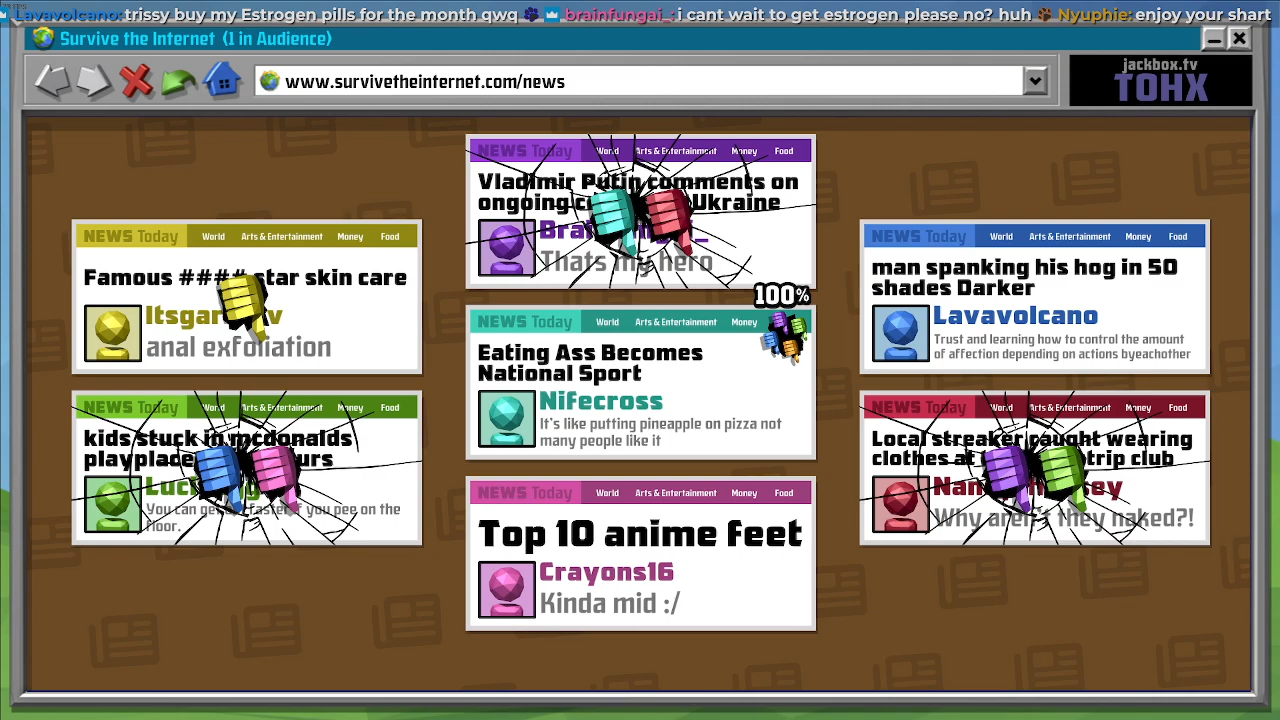 Lavavolcano: trissy buy my Estrogen pills for the month qwq brainfungai_: i cant wait to get estrogen please no? huh Nyuphie: enjoy your shart
Survive the Internet (1 in Audience)
www.survivetheinternet.com/news
jackbox.tv
TOHX
NEWS Today World Arts & Entertainment Money Food
Vladimir Putin comments on
ongoing Ukraine
Thats my hero
NEWS Today World Arts & Entertainment Money Food
Famous #### star skin care
anal exfoliation
NEWS Today World Arts & Entertainment Money Food
man spanking his hog in 50
shades Darker
Lavavolcano
Trust and learning how to control the amount
of affection depending on actions byeachother
100%
NEWS Today World Arts & Entertainment Money
Eating Ass Becomes
National Sport
Nifecross
It's like putting pineapple on pizza not
many people like it
NEWS Today World Arts & Entertainment Money Food
kids stuck in mcdonalds
playplace
You can get faster if you pee on the
floor.
NEWS Today World Arts & Entertainment Money Food
Local streaker caught wearing
clothes at strip club
Why aren't they naked?!
NEWS Today World Arts & Entertainment Money Food
Top 10 anime feet
Crayons16
Kinda mid :/